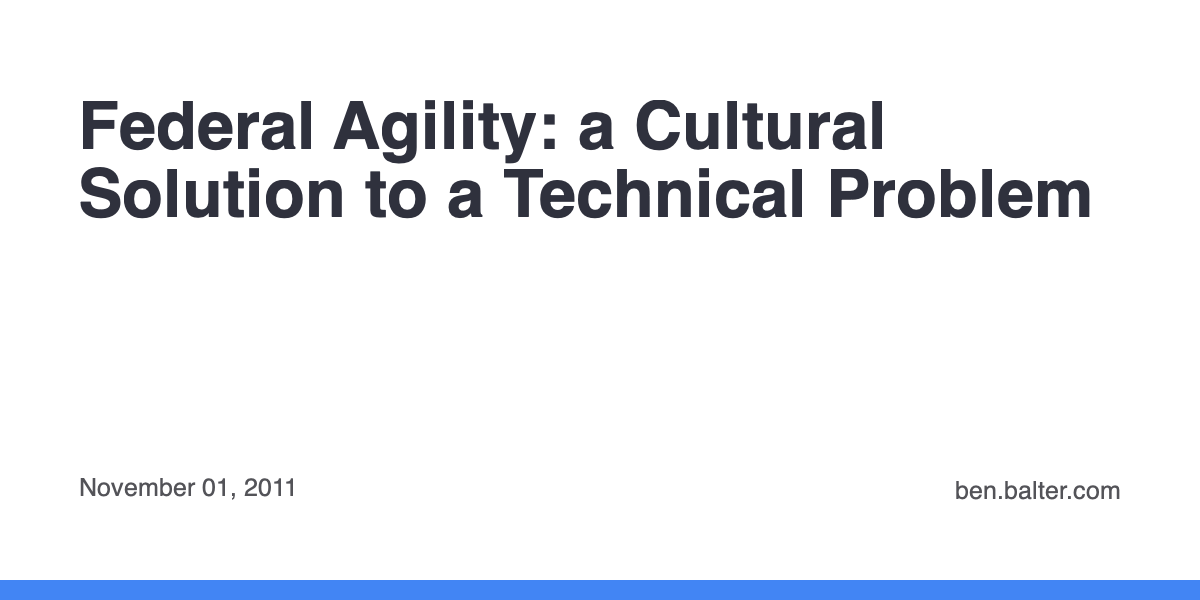 Federal Agility: a Cultural
Solution to a Technical Problem
November 01, 2011
ben.balter.com